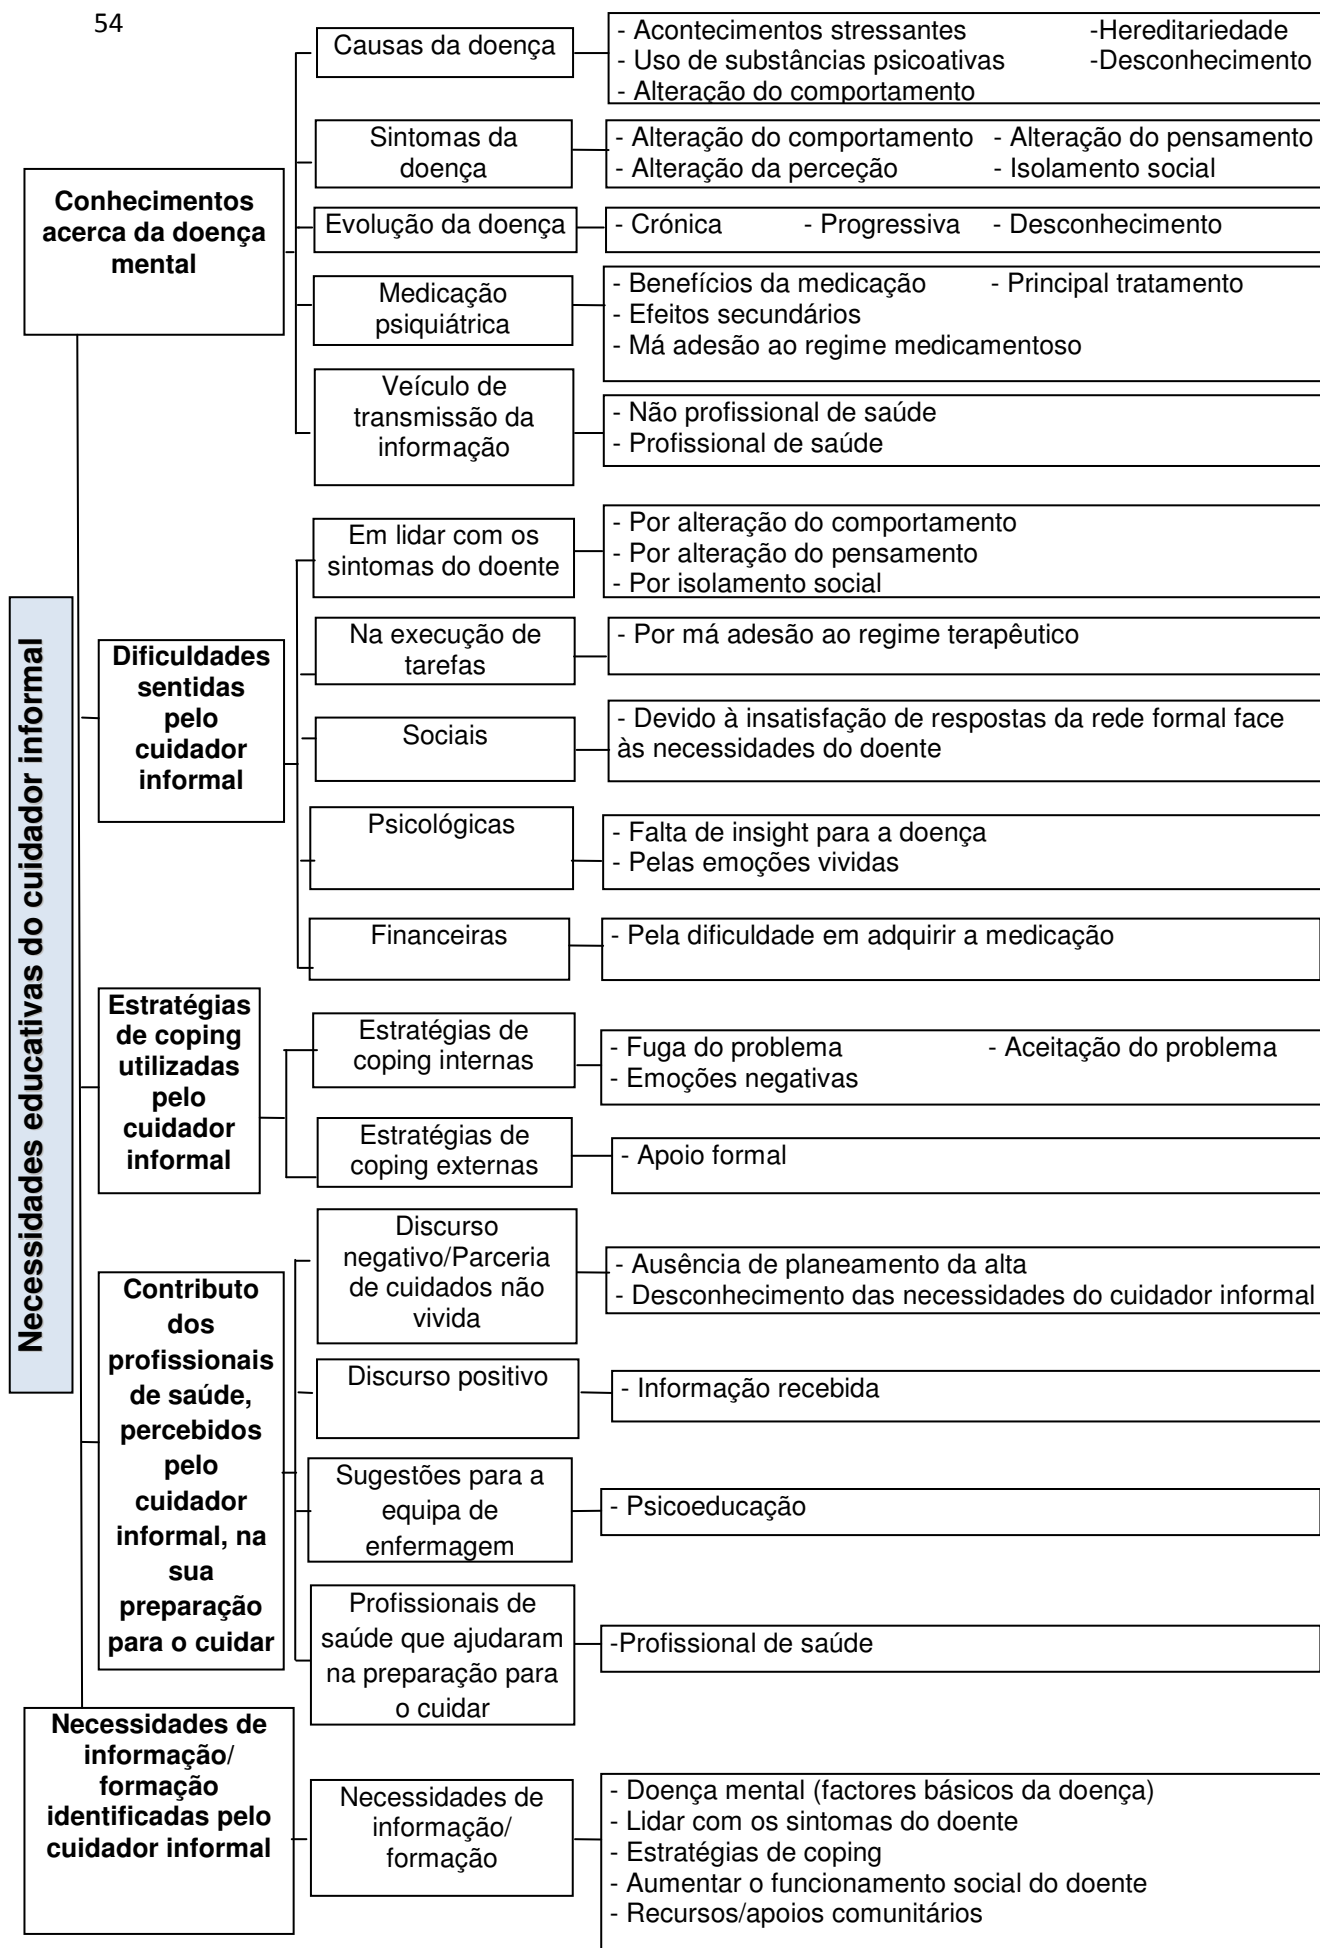 54
Necessidades educativas do cuidador informal
Conhecimentos
acerca da doença
mental
Causas da doença
- Acontecimentos stressantes -Hereditariedade
- Uso de substâncias psicoativas -Desconhecimento
- Alteração do comportamento
Sintomas da
doença
- Alteração do comportamento - Alteração do pensamento
- Alteração da perceção - Isolamento social
Evolução da doença
- Crónica - Progressiva - Desconhecimento
Medicação
psiquiátrica
- Benefícios da medicação - Principal tratamento
- Efeitos secundários
- Má adesão ao regime medicamentoso
Veículo de
transmissão da
informação
- Não profissional de saúde
- Profissional de saúde
Dificuldades
sentidas
pelo
cuidador
informal
Em lidar com os
sintomas do doente
- Por alteração do comportamento
- Por alteração do pensamento
- Por isolamento social
Na execução de
tarefas
- Por má adesão ao regime terapêutico
Sociais
- Devido à insatisfação de respostas da rede formal face
às necessidades do doente
Psicológicas
- Falta de insight para a doença
- Pelas emoções vividas
Financeiras
- Pela dificuldade em adquirir a medicação
Estratégias
de coping
utilizadas
pelo
cuidador
informal
Estratégias de
coping internas
- Fuga do problema - Aceitação do problema
- Emoções negativas
Estratégias de
coping externas
- Apoio formal
Contributo
dos
profissionais
de saúde,
percebidos
pelo
cuidador
informal, na
sua
preparação
para o cuidar
Discurso
negativo/Parceria
de cuidados não
vivida
- Ausência de planeamento da alta
- Desconhecimento das necessidades do cuidador informal
Discurso positivo
- Informação recebida
Sugestões para a
equipa de
enfermagem
- Psicoeducação
Profissionais de
saúde que ajudaram
na preparação para
o cuidar
-Profissional de saúde
Necessidades de
informação/
formação
identificadas pelo
cuidador informal
Necessidades de
informação/
formação
- Doença mental (factores básicos da doença)
- Lidar com os sintomas do doente
- Estratégias de coping
- Aumentar o funcionamento social do doente
- Recursos/apoios comunitários